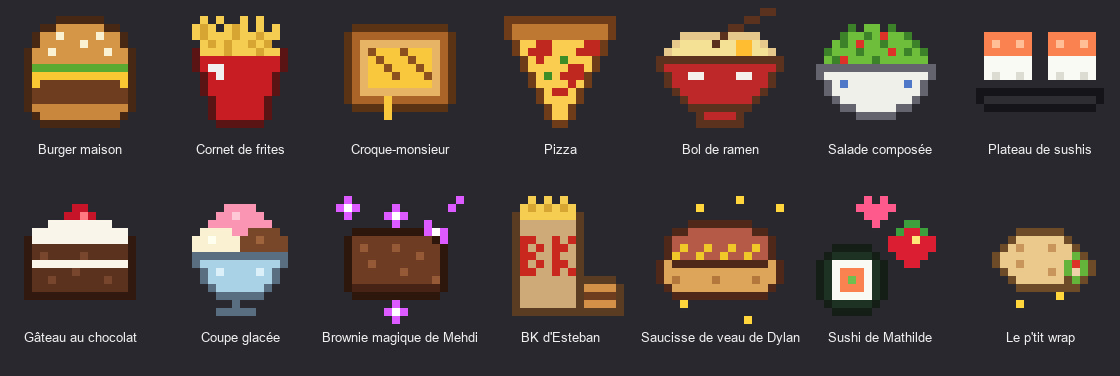 Burger maison
Cornet de frites
Croque-monsieur
Pizza
Bol de ramen
Salade composée
Plateau de sushis
BK
Gâteau au chocolat
Coupe glacée
Brownie magique de Mehdi
BK d'Esteban
Saucisse de veau de Dylan
Sushi de Mathilde
Le p'tit wrap